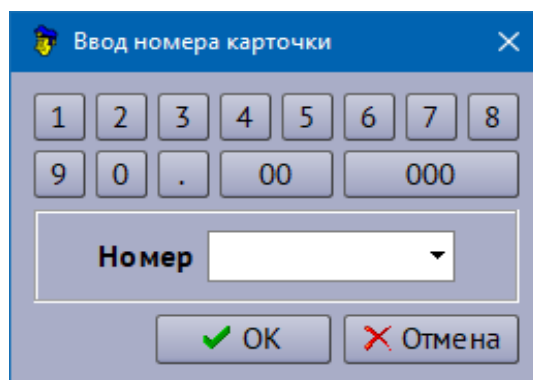 Ввод номера карточки
1 2 3 4 5 6 7 8
9 0 . 00 000
Номер
OK Отмена